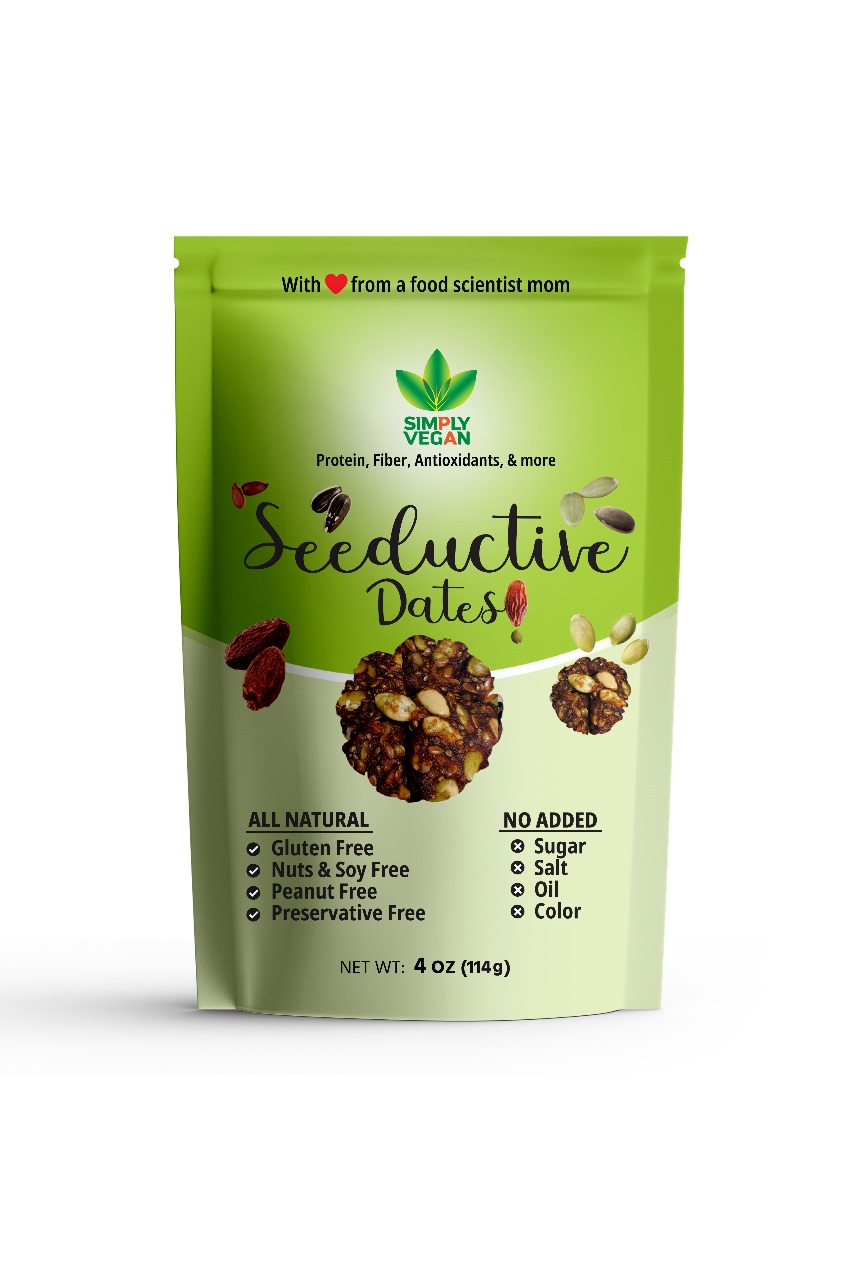 With ❤ from a food scientist mom
SIMPLY
VEGAN
Protein, Fiber, Antioxidants, & more
Seeductive
Dates
ALL NATURAL
Gluten Free
Nuts & Soy Free
Peanut Free
Preservative Free
NO ADDED
Sugar
Salt
Oil
Color
NET WT: 4 OZ (114g)